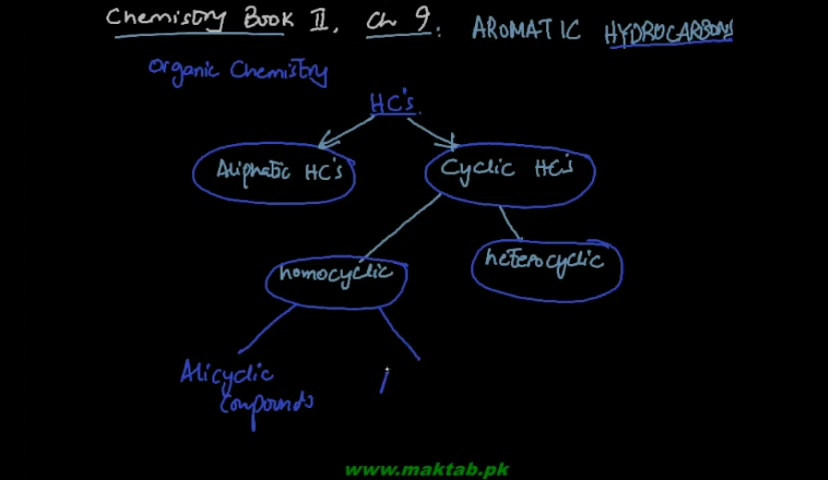 Chemistry Book II, Ch 9: AROMATIC HYDROCARBONS
Organic Chemistry
HC's.
Aliphatic HC's
Cyclic HC's
homocyclic
heterocyclic
Alicyclic
Compounds
www.maktab.pk